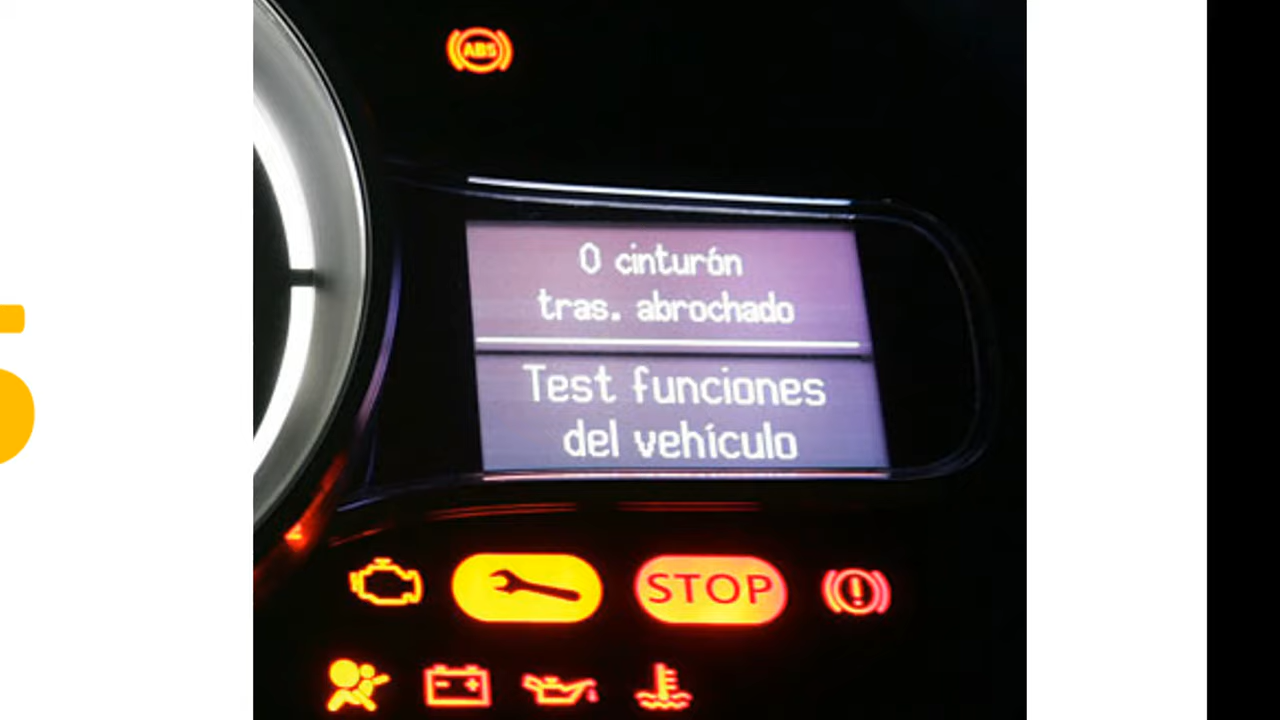 ABS
0 cinturón
tras. abrochado
Test funciones
del vehículo
STOP